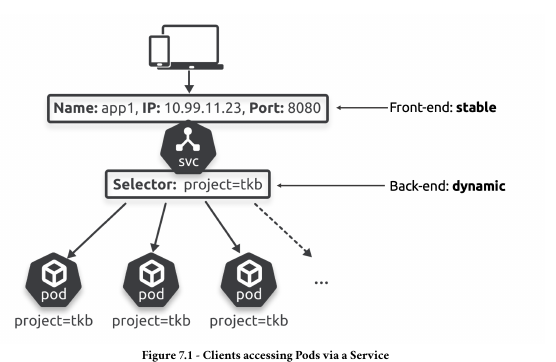 Name: app1, IP: 10.99.11.23, Port: 8080
Front-end: stable
svc
Selector: project=tkb
Back-end: dynamic
pod pod pod ...
project=tkb project=tkb project=tkb
Figure 7.1 - Clients accessing Pods via a Service